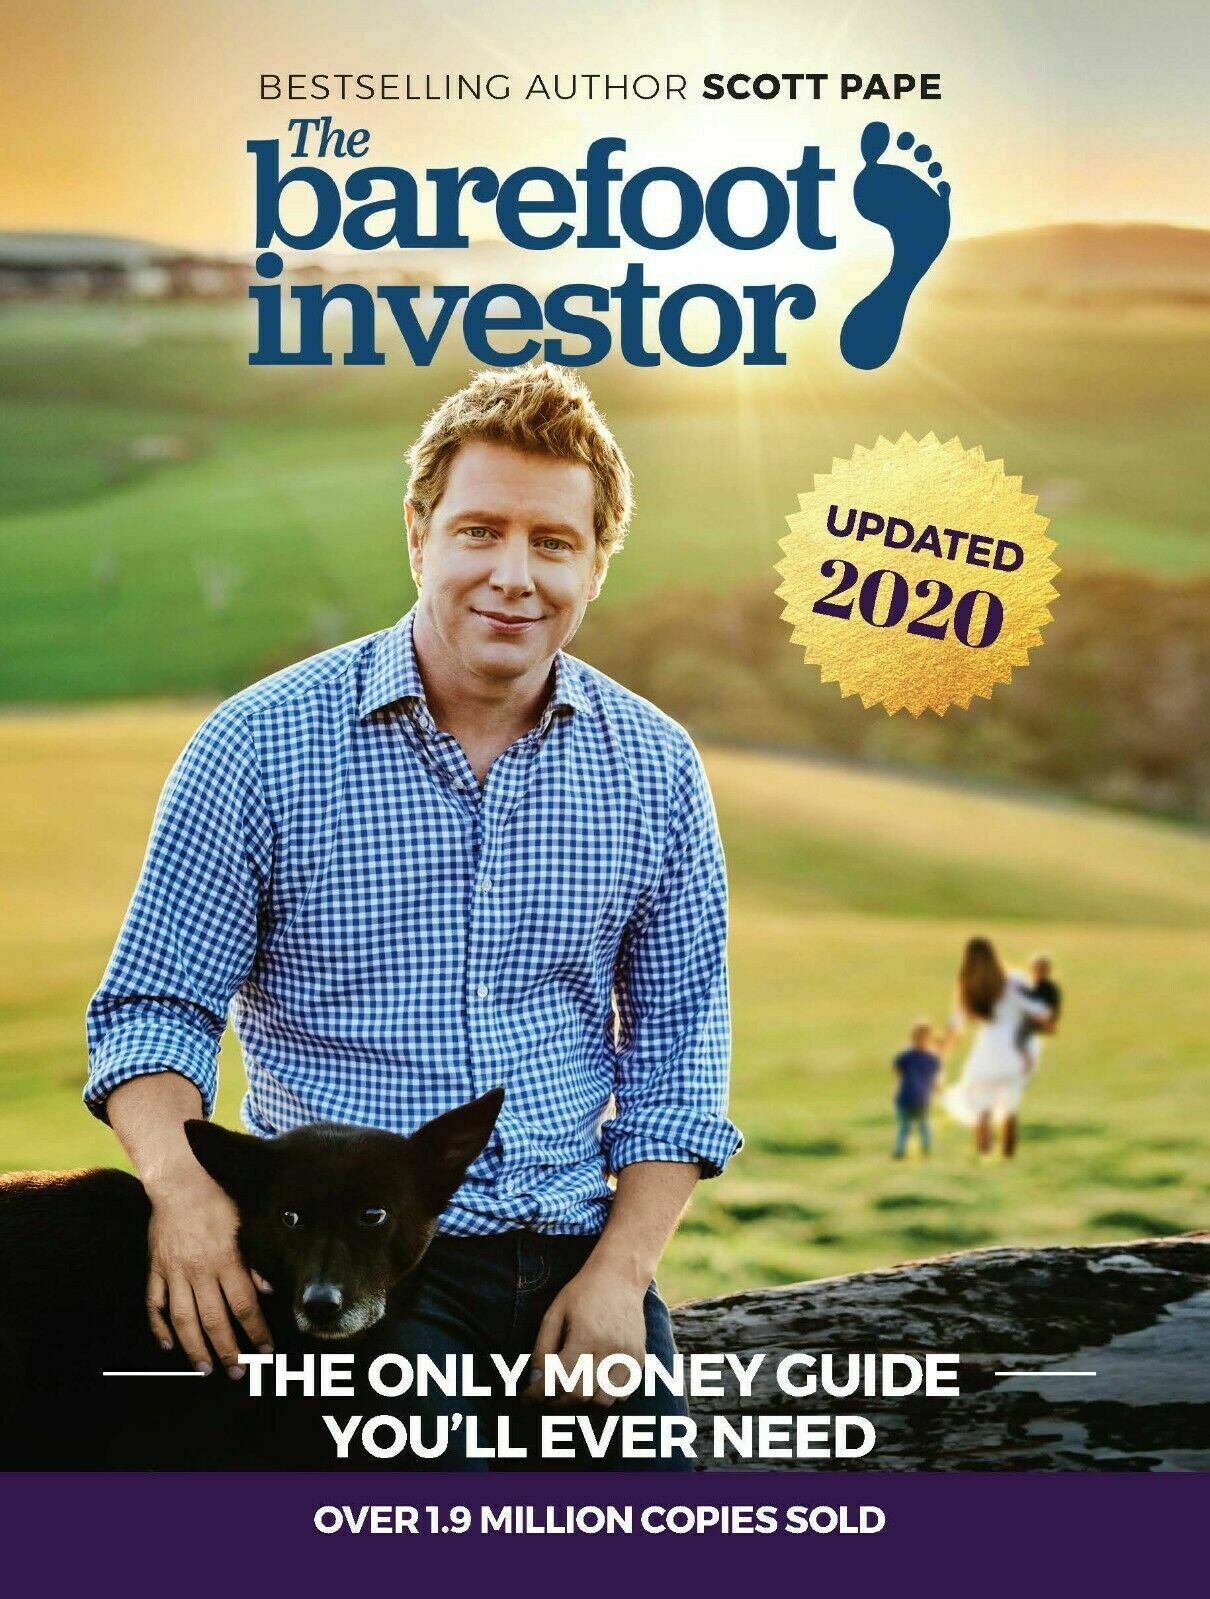 BESTSELLING AUTHOR SCOTT PAPE
The
barefoot
investor
UPDATED
2020
THE ONLY MONEY GUIDE
YOU'LL EVER NEED
OVER 1.9 MILLION COPIES SOLD